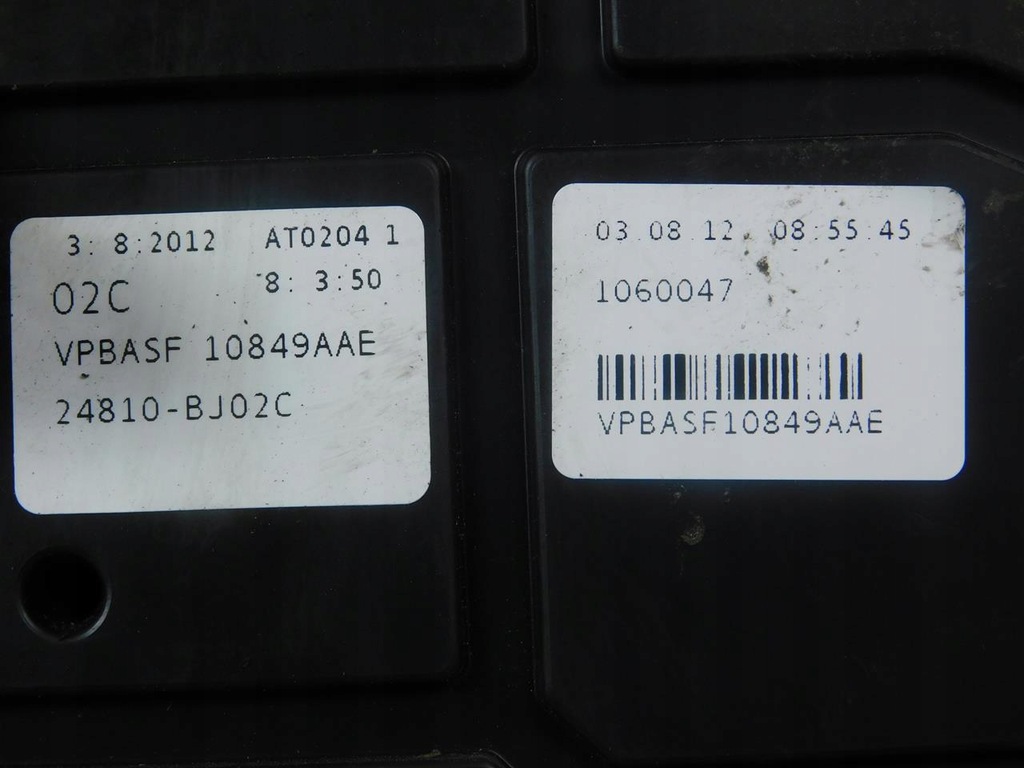 3: 8:2012 AT0204 1
8: 3:50
02C
VPBASF 10849AAE
24810-BJ02C
03.08.12. 08:55.45
1060047
VPBASF10849AAE